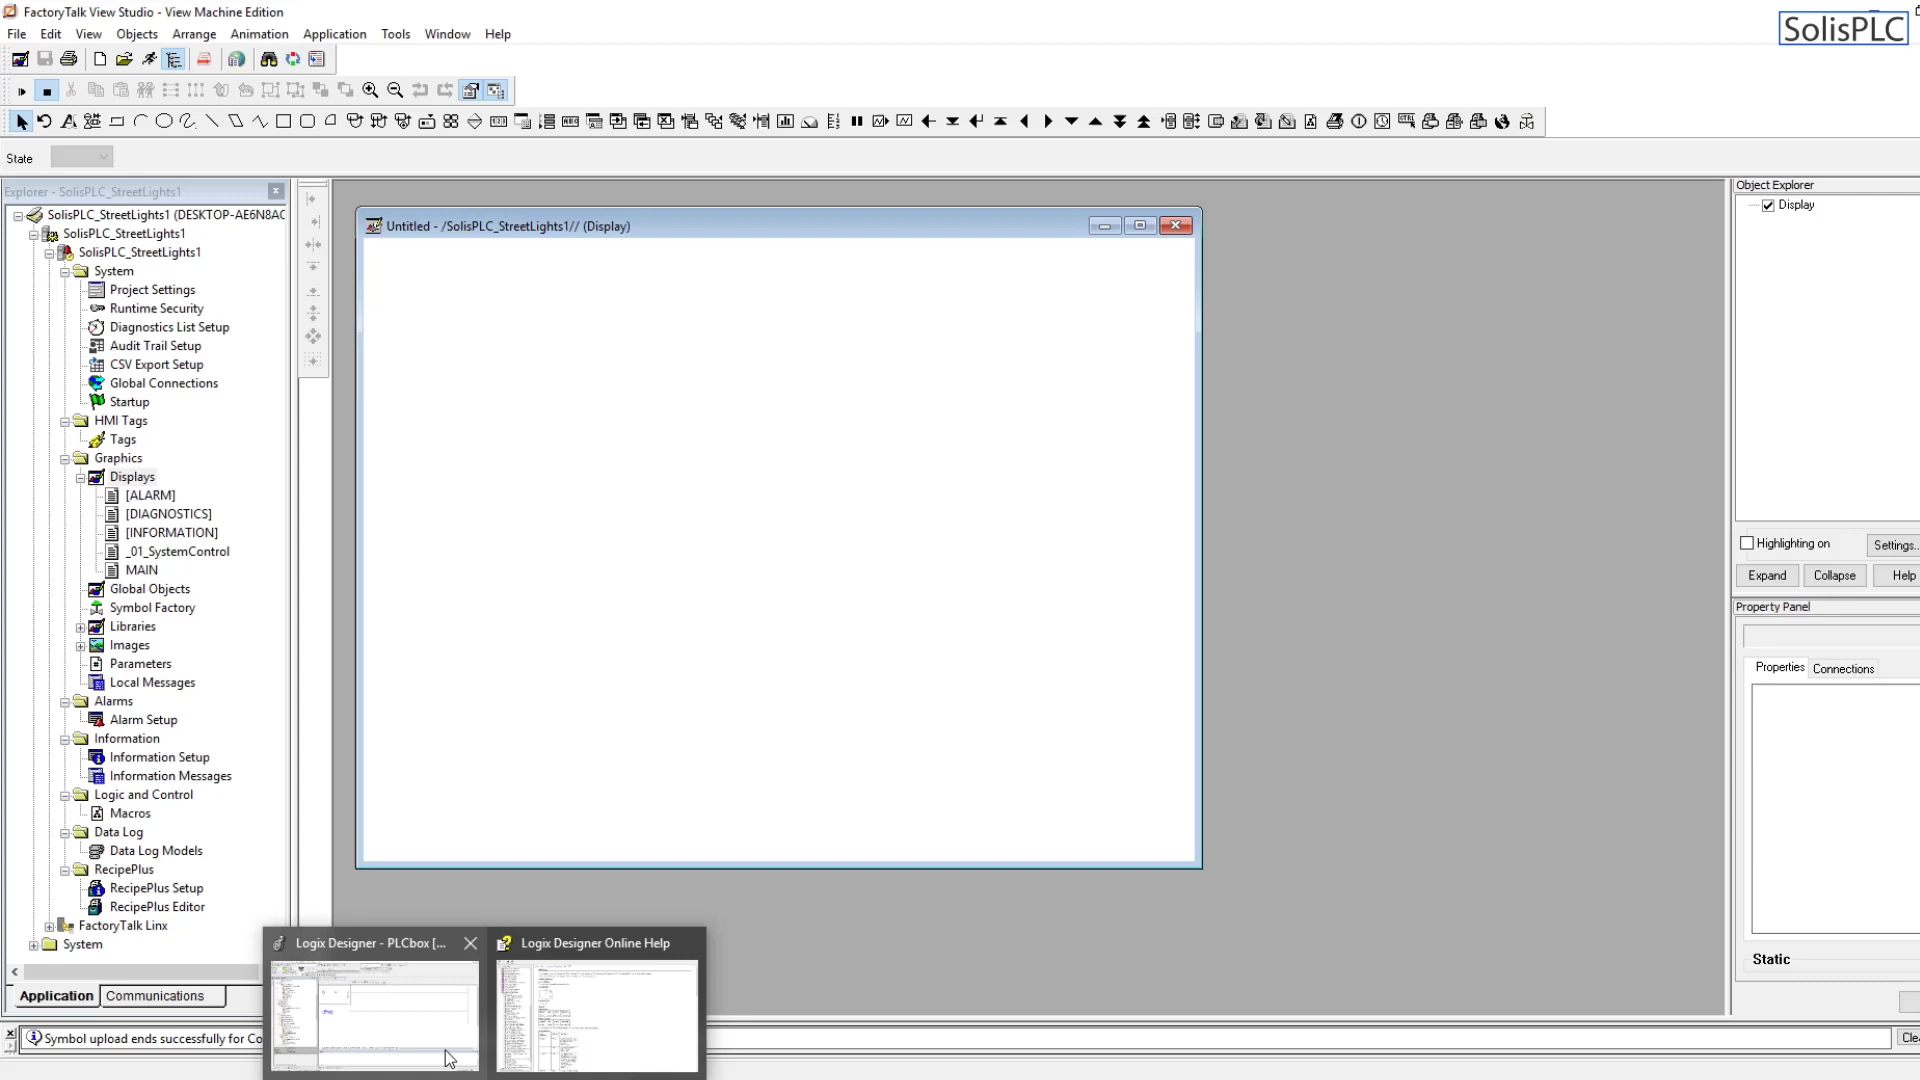 FactoryTalk View Studio - View Machine Edition
SolisPLC
File Edit View Objects Arrange Animation Application Tools Window Help
State
Explorer - SolisPLC_StreetLights1
SolisPLC_StreetLights1 (DESKTOP-AE6N8AC
SolisPLC_StreetLights1
SolisPLC_StreetLights1
System
Project Settings
Runtime Security
Diagnostics List Setup
Audit Trail Setup
CSV Export Setup
Global Connections
Startup
HMI Tags
Tags
Graphics
Displays
[ALARM]
[DIAGNOSTICS]
[INFORMATION]
_01_SystemControl
MAIN
Global Objects
Symbol Factory
Libraries
Images
Parameters
Local Messages
Alarms
Alarm Setup
Information
Information Setup
Information Messages
Logic and Control
Macros
Data Log
Data Log Models
RecipePlus
RecipePlus Setup
RecipePlus Editor
FactoryTalk Linx
System
Application Communications
Untitled - /SolisPLC_StreetLights1// (Display)
Object Explorer
Display
Highlighting on Settings...
Expand Collapse Help
Property Panel
Properties Connections
Static
Logix Designer - PLCbox [...
Logix Designer Online Help
Symbol upload ends successfully for Co
Clea